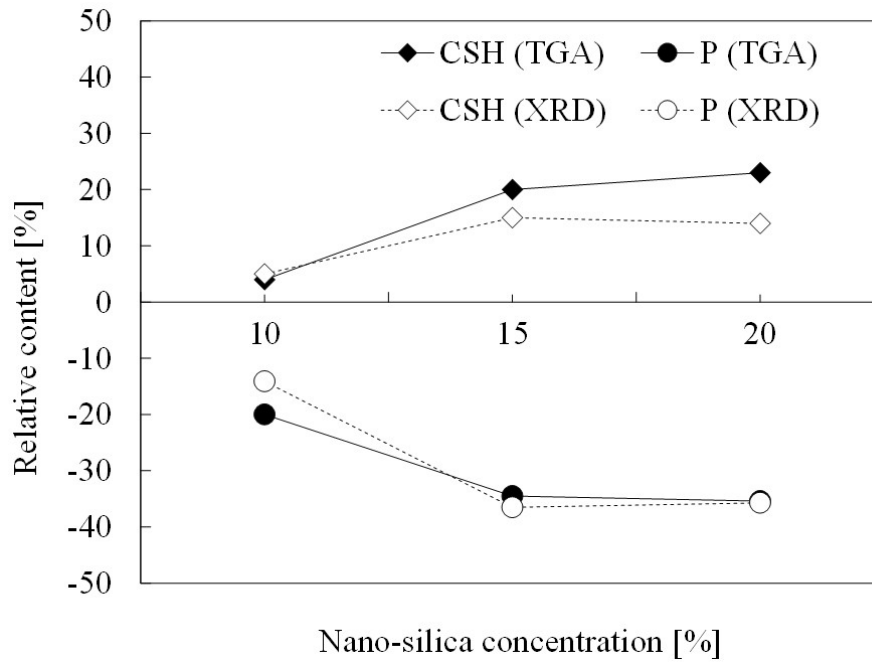 50
CSH (TGA) P (TGA)
40
CSH (XRD) P (XRD)
30
20
10
0
10 15 20
-10
-20
-30
-40
-50
Relative content [%]
Nano-silica concentration [%]